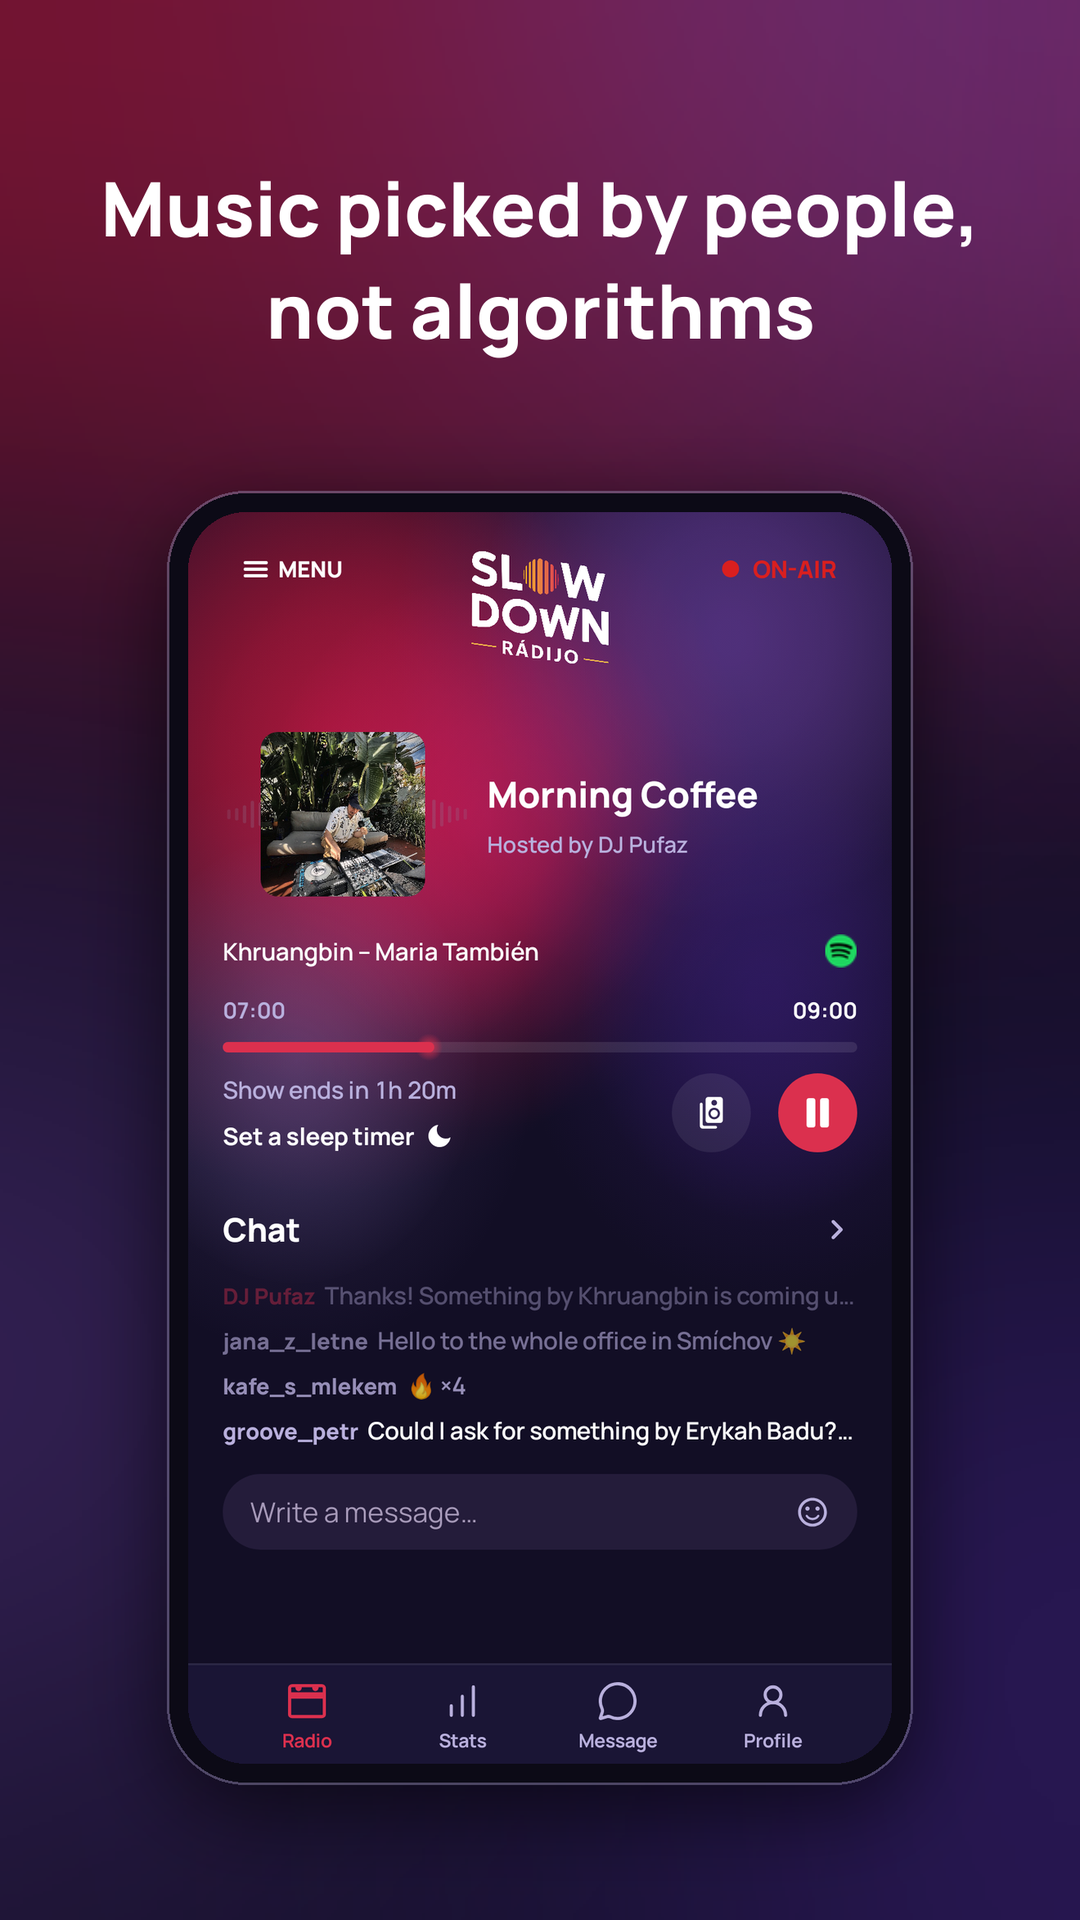 Music picked by people,
not algorithms
MENU
SLOW
DOWN
RÁDIJO
ON-AIR
Morning Coffee
Hosted by DJ Pufaz
Khruangbin – Maria También
07:00
09:00
Show ends in 1h 20m
Set a sleep timer
Chat
DJ Pufaz Thanks! Something by Khruangbin is coming u...
jana_z_letne Hello to the whole office in Smíchov ☀️
kafe_s_mlekem 🔥 ×4
groove_petr Could I ask for something by Erykah Badu?...
Write a message...
Radio
Stats
Message
Profile